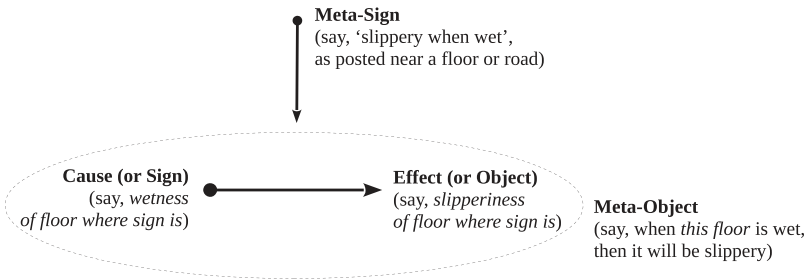 Meta-Sign
(say, ‘slippery when wet’,
as posted near a floor or road)
Cause (or Sign)
(say, wetness
of floor where sign is)
Effect (or Object)
(say, slipperiness
of floor where sign is)
Meta-Object
(say, when this floor is wet,
then it will be slippery)